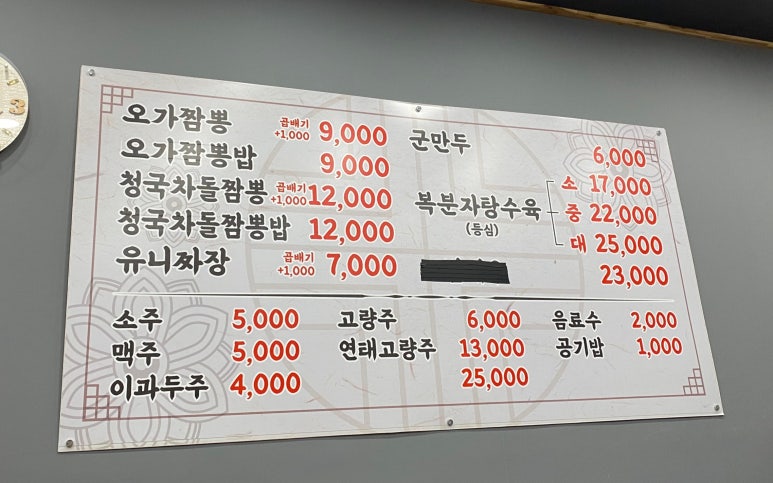 오가짬뽕 곱배기 +1,000 9,000
오가짬뽕밥 9,000
청국차돌짬뽕 곱배기 +1,000 12,000
청국차돌짬뽕밥 12,000
유니짜장 곱배기 +1,000 7,000
군만두 6,000
복분자탕수육 (등심)
소 17,000
중 22,000
대 25,000
23,000
소주 5,000
맥주 5,000
이과두주 4,000
고량주 6,000
연태고량주 13,000
25,000
음료수 2,000
공기밥 1,000
3